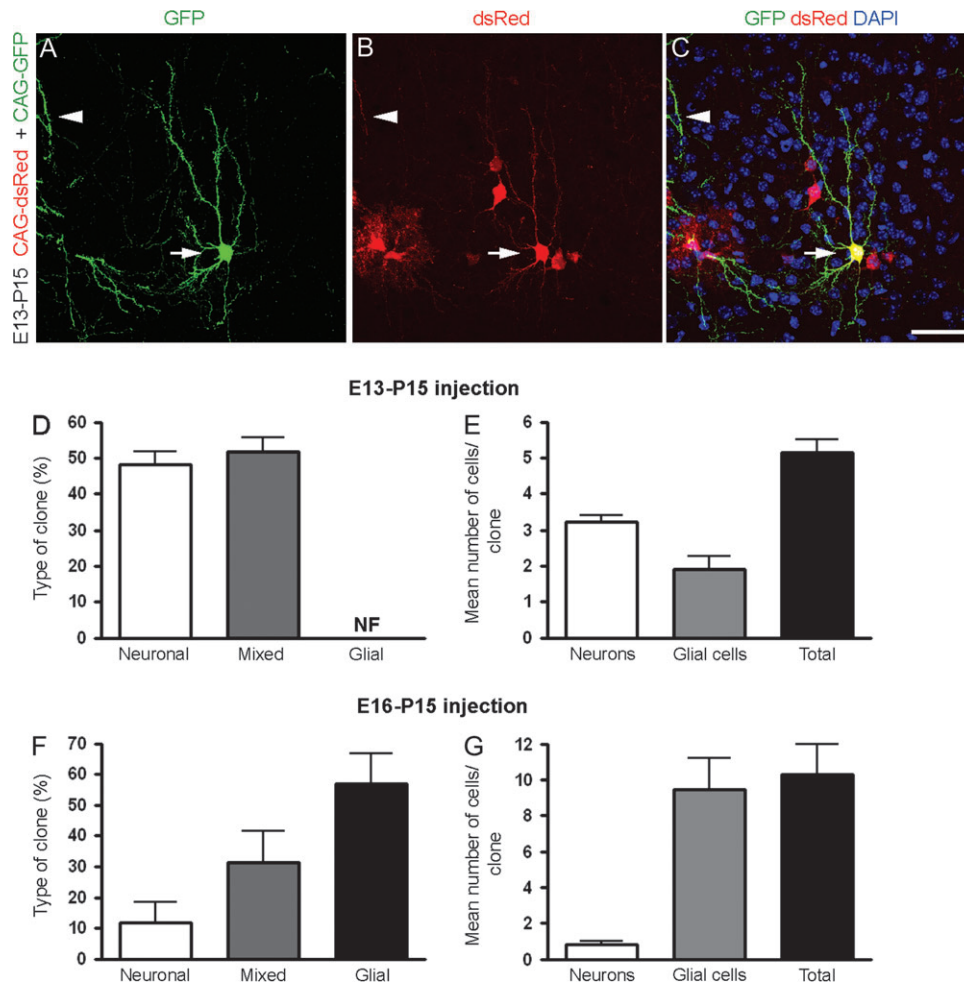 GFP
dsRed
GFP dsRed DAPI
E13-P15 CAG-dsRed + CAG-GFP
A
B
C
E13-P15 injection
D
Type of clone (%)
60
50
40
30
20
10
0
NF
Neuronal
Mixed
Glial
E
Mean number of cells/
clone
6
5
4
3
2
1
0
Neurons
Glial cells
Total
E16-P15 injection
F
Type of clone (%)
70
60
50
40
30
20
10
0
Neuronal
Mixed
Glial
G
Mean number of cells/
clone
12
10
8
6
4
2
0
Neurons
Glial cells
Total